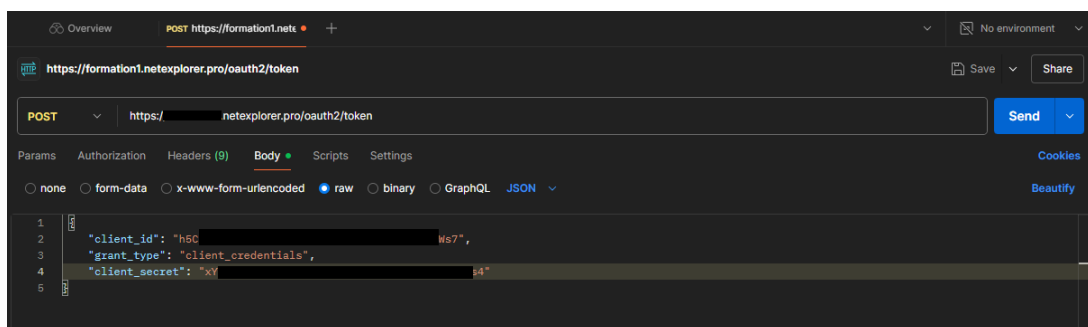 Overview POST https://formation1.nete No environment
HTTP https://formation1.netexplorer.pro/oauth2/token Save Share
POST https:/ .netexplorer.pro/oauth2/token Send
Params Authorization Headers (9) Body Scripts Settings Cookies
none form-data x-www-form-urlencoded raw binary GraphQL JSON Beautify
1 {
2 "client_id": "h5C Ws7",
3 "grant_type": "client_credentials",
4 "client_secret": "xY s4"
5 }